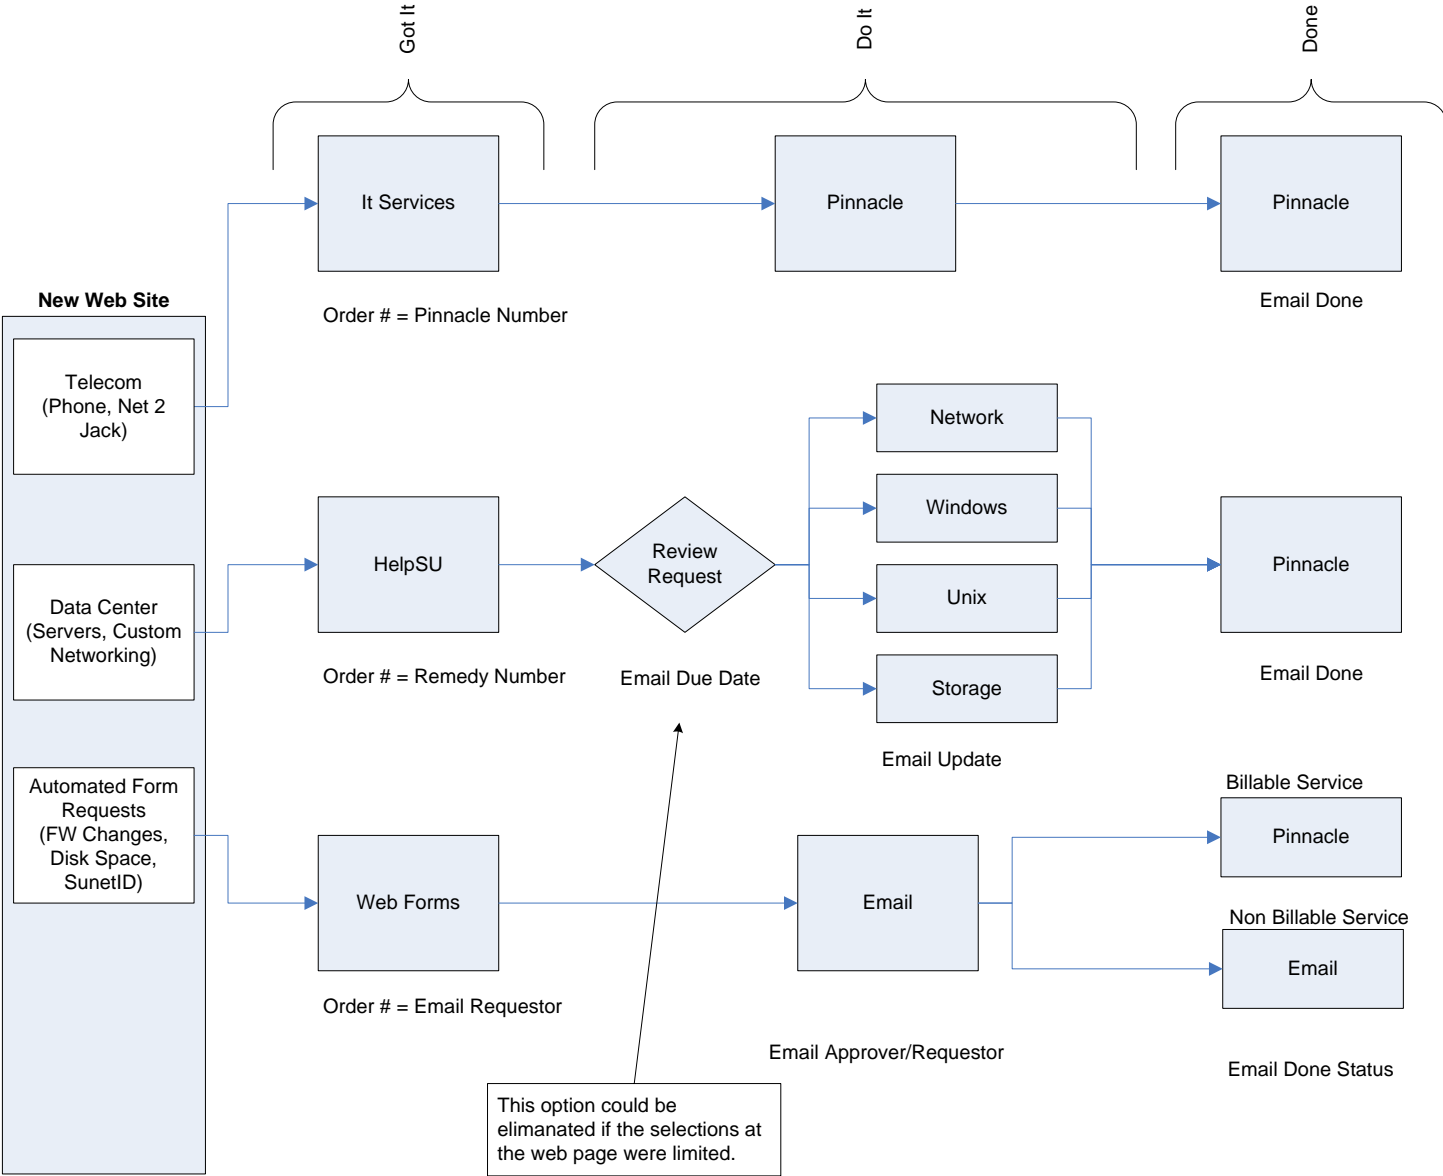 Got It
Do It
Done
It Services
Pinnacle
Pinnacle
Order # = Pinnacle Number
Email Done
New Web Site
Telecom
(Phone, Net 2
Jack)
Network
Windows
Unix
Storage
Email Update
Data Center
(Servers, Custom
Networking)
HelpSU
Order # = Remedy Number
Review
Request
Email Due Date
Pinnacle
Email Done
Automated Form
Requests
(FW Changes,
Disk Space,
SunetID)
Web Forms
Order # = Email Requestor
Email
Email Approver/Requestor
Billable Service
Pinnacle
Non Billable Service
Email
Email Done Status
This option could be
elimanated if the selections at
the web page were limited.